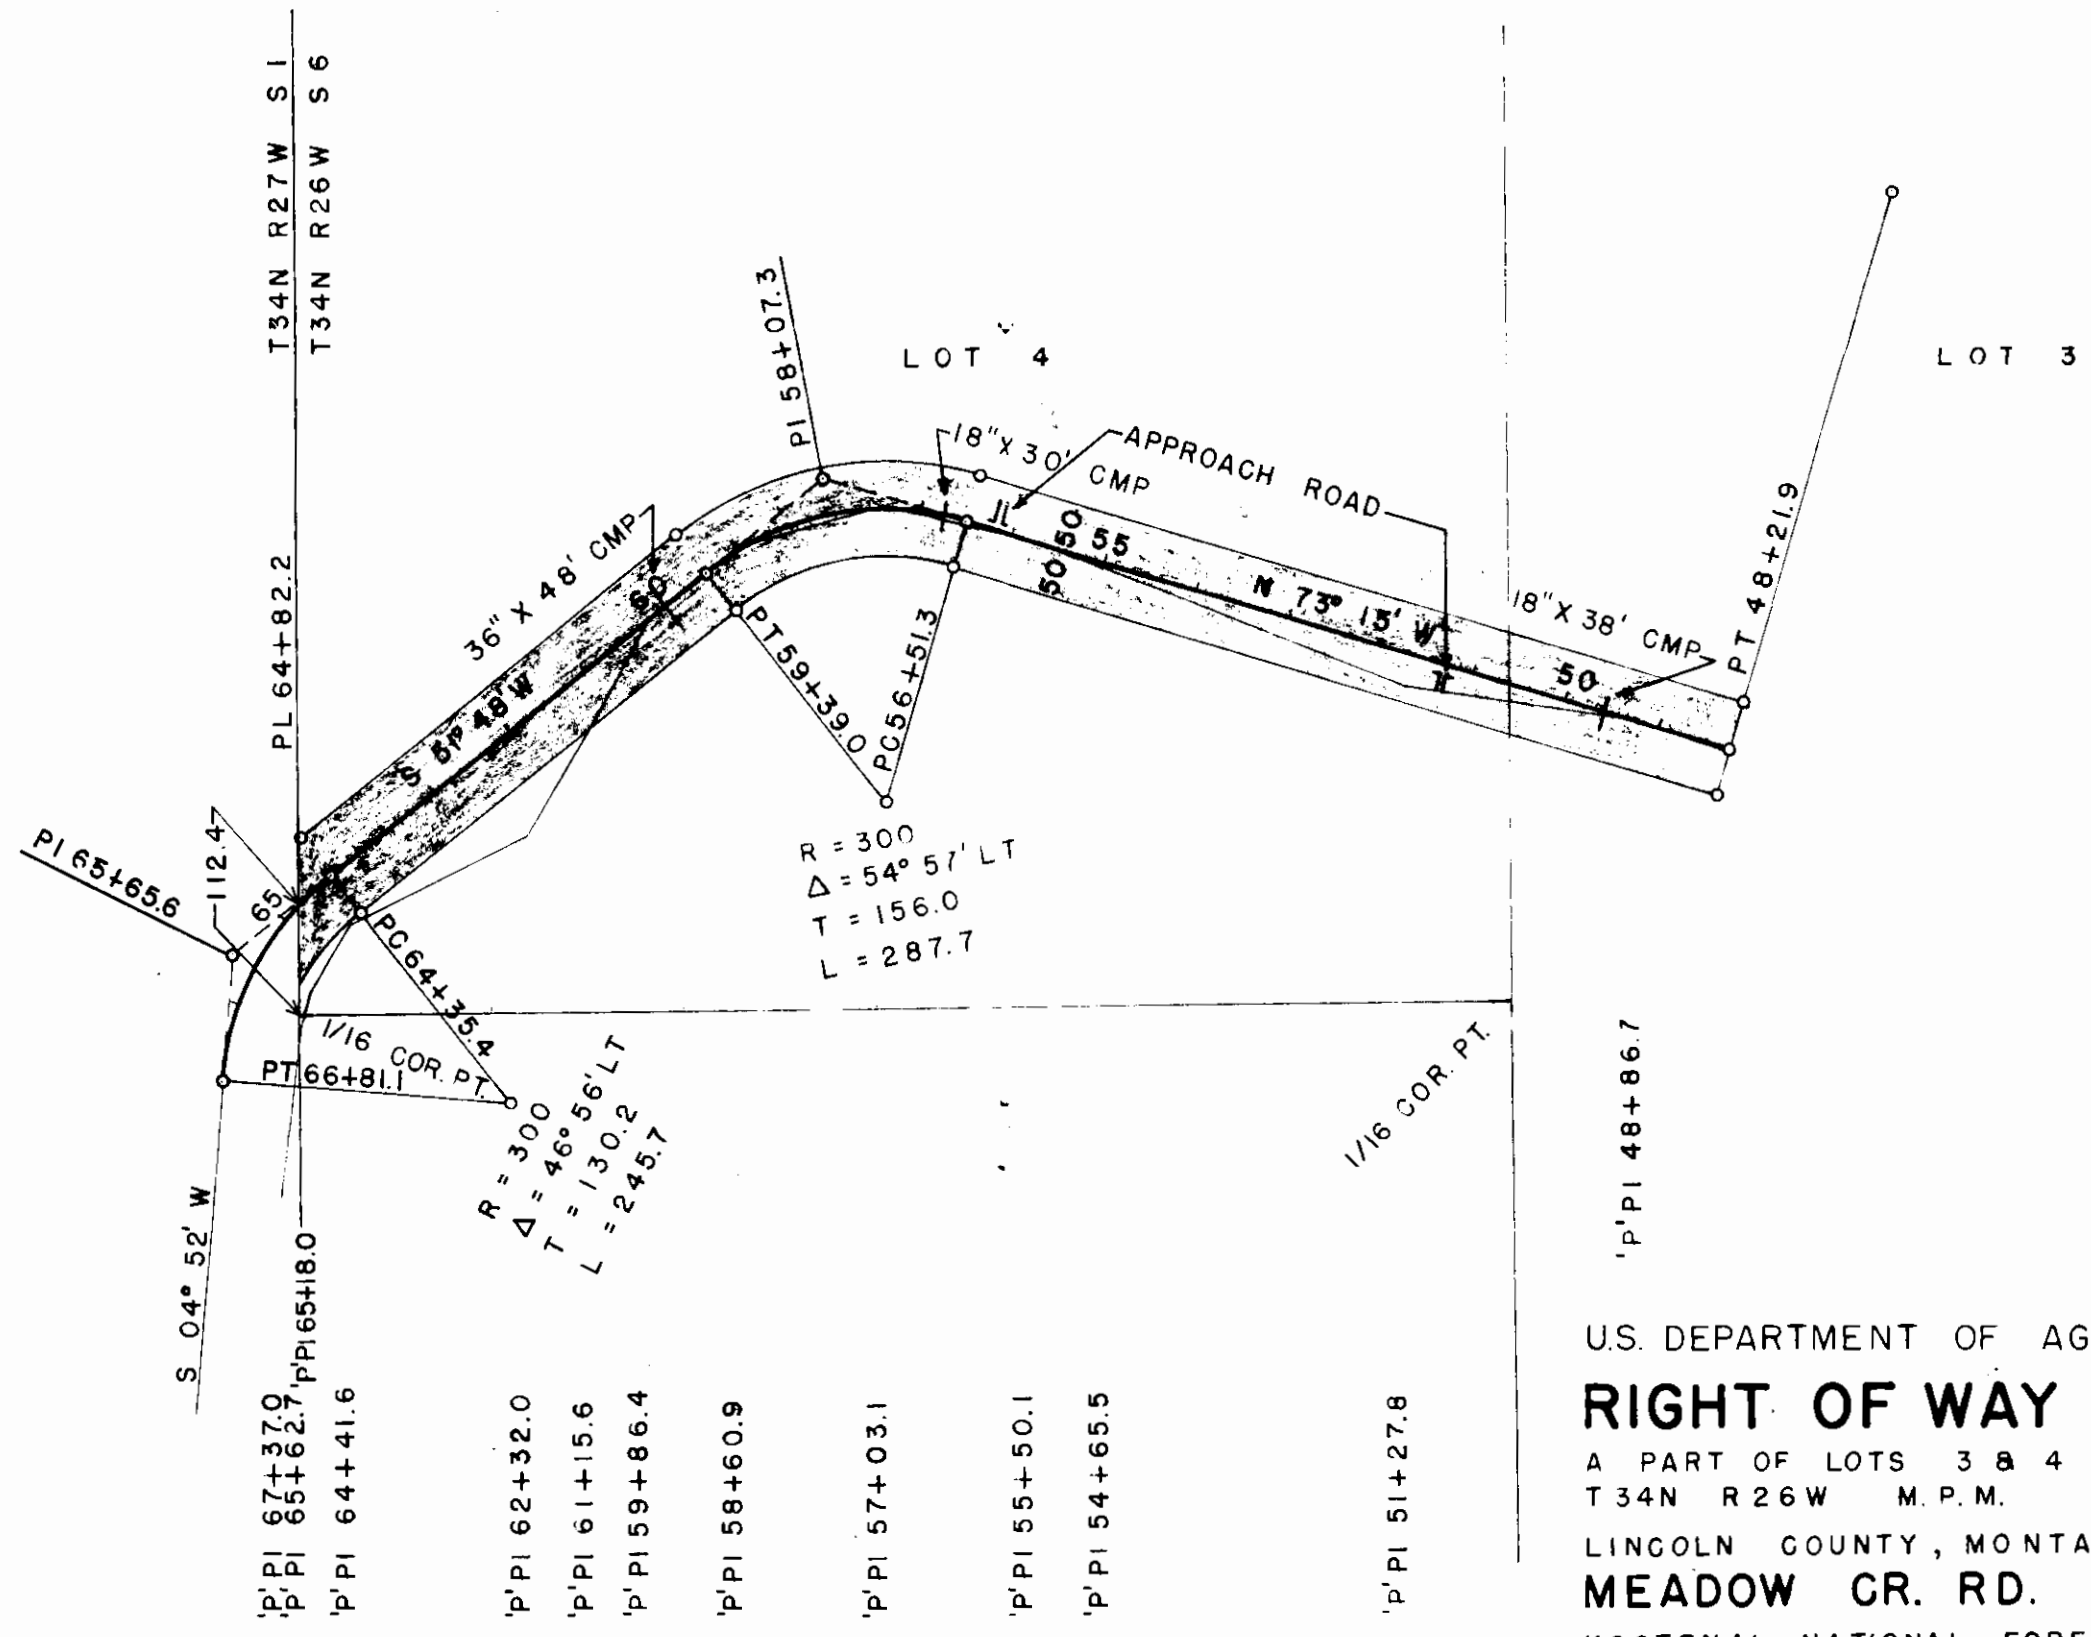 T34N R27W S 1
T34N R26W S 6
PL 64+82.2
PI 58+07.3
LOT 4
LOT 3
18" X 30' CMP
APPROACH ROAD
36" X 48' CMP
60
50
50
50
55
N 73° 15' W
18" X 38' CMP
50
PT 48+21.9
S 51° 48' W
PT 59+39.0
PC 56+51.3
R = 300
Δ = 54° 57' LT
T = 156.0
L = 287.7
PI 65+65.6
112.4
65
PC 64+35.4
1/16 COR. PT.
PT 66+81.1
R = 300
Δ = 46° 56' LT
T = 130.2
L = 245.7
1/16 COR. PT.
S 04° 52' W
'P' PI 67+37.0
'P' PI 65+62.7
'P' PI 65+18.0
'P' PI 64+41.6
'P' PI 62+32.0
'P' PI 61+15.6
'P' PI 59+86.4
'P' PI 58+60.9
'P' PI 57+03.1
'P' PI 55+50.1
'P' PI 54+65.5
'P' PI 51+27.8
'P' PI 48+86.7
U.S. DEPARTMENT OF AG
RIGHT OF WAY
A PART OF LOTS 3 & 4
T 34N R 26 W M. P. M.
LINCOLN COUNTY, MONTA
MEADOW CR. RD.